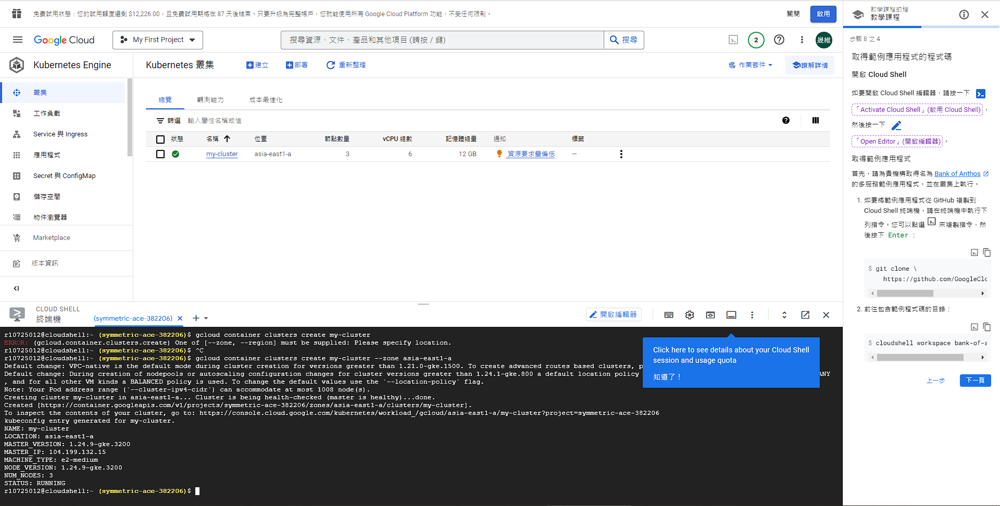 免費試用狀態：您的試用額度還剩 $12,226.00，且免費試用期將在 87 天後結束。只要升級為完整帳戶，您就能使用所有 Google Cloud Platform 功能，不受任何限制。
關閉
啟用
Google Cloud
My First Project
搜尋資源、文件、產品和其他項目 (請按 / 鍵)
搜尋
2
晟維
Kubernetes Engine
Kubernetes 叢集
建立
部署
重新整理
作業套件
瞭解詳情
叢集
工作負載
Service 與 Ingress
應用程式
Secret 與 ConfigMap
儲存空間
物件瀏覽器
Marketplace
版本資訊
總覽
觀測能力
成本最佳化
篩選
輸入屬性名稱或值
狀態
名稱
位置
節點數量
vCPU 總數
記憶體總量
通知
標籤
my-cluster
asia-east1-a
3
6
12 GB
資源要求量偏低
—
CLOUD SHELL
終端機
(symmetric-ace-382206)
開啟編輯器
r10725012@cloudshell:~ (symmetric-ace-382206)$ gcloud container clusters create my-cluster
ERROR: (gcloud.container.clusters.create) One of [--zone, --region] must be supplied: Please specify location.
r10725012@cloudshell:~ (symmetric-ace-382206)$ ^C
r10725012@cloudshell:~ (symmetric-ace-382206)$ gcloud container clusters create my-cluster --zone asia-east1-a
Default change: VPC-native is the default mode during cluster creation for versions greater than 1.21.0-gke.1500. To create advanced routes based clusters, p
Default change: During creation of nodepools or autoscaling configuration changes for cluster versions greater than 1.24.1-gke.800 a default location policy ANY
, and for all other VM kinds a BALANCED policy is used. To change the default values use the `--location-policy` flag.
Note: Your Pod address range (`--cluster-ipv4-cidr`) can accommodate at most 1008 node(s).
Creating cluster my-cluster in asia-east1-a... Cluster is being health-checked (master is healthy)...done.
Created [https://container.googleapis.com/v1/projects/symmetric-ace-382206/zones/asia-east1-a/clusters/my-cluster].
To inspect the contents of your cluster, go to: https://console.cloud.google.com/kubernetes/workload_/gcloud/asia-east1-a/my-cluster?project=symmetric-ace-382206
kubeconfig entry generated for my-cluster.
NAME: my-cluster
LOCATION: asia-east1-a
MASTER_VERSION: 1.24.9-gke.3200
MASTER_IP: 104.199.132.15
MACHINE_TYPE: e2-medium
NODE_VERSION: 1.24.9-gke.3200
NUM_NODES: 3
STATUS: RUNNING
r10725012@cloudshell:~ (symmetric-ace-382206)$
Click here to see details about your Cloud Shell
session and usage quota
知道了！
教學課程助理
教學課程
步驟 8 之 4
取得範例應用程式的程式碼
開啟 Cloud Shell
如要開啟 Cloud Shell 編輯器，請按一下
「Activate Cloud Shell」(啟用 Cloud Shell)，
然後按一下
「Open Editor」(開啟編輯器)。
取得範例應用程式
首先，請為貴機構取得名為 Bank of Anthos
的多服務範例應用程式，並在叢集上執行。
1. 如要將範例應用程式從 GitHub 複製到
Cloud Shell 終端機，請在終端機中執行下
列指令。您可以點選 來複製指令，然
後按下 Enter：
$ git clone \
https://github.com/GoogleClo
2. 前往包含範例程式碼的目錄：
$ cloudshell workspace bank-of-a
上一步
下一頁